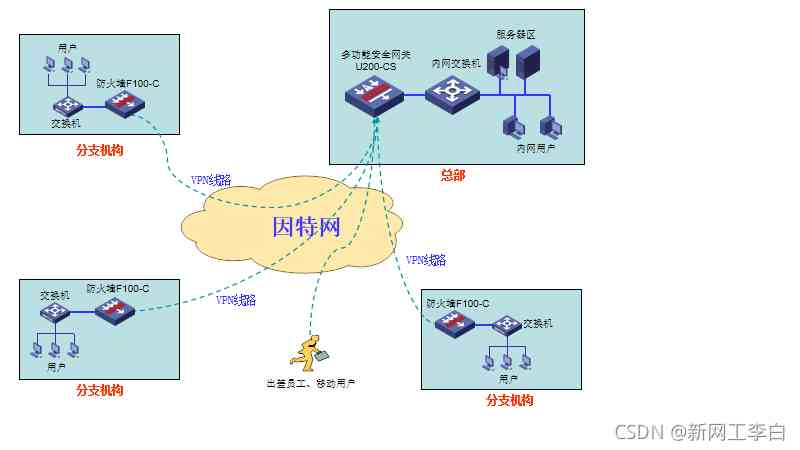 用户
防火墙F100-C
交换机
分支机构
多功能安全网关
U200-CS
内网交换机
服务器区
内网用户
总部
VPN线路
因特网
VPN线路
VPN线路
交换机
防火墙F100-C
用户
分支机构
出差员工、移动用户
防火墙F100-C
交换机
用户
分支机构
CSDN @新网工李白